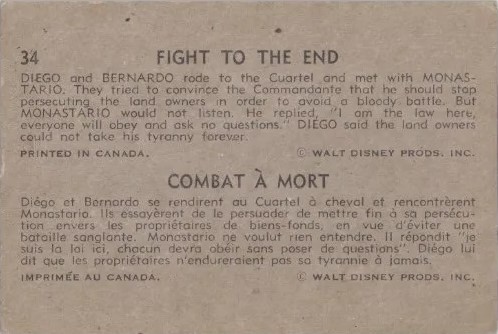 34 FIGHT TO THE END
DIEGO and BERNARDO rode to the Cuartel and met with MONAS-
TARIO. They tried to convince the Commandante that he should stop
persecuting the land owners in order to avoid a bloody battle. But
MONASTARIO would not listen. He replied, "I am the law here,
everyone will obey and ask no questions." DIEGO said the land owners
could not take his tyranny forever.
PRINTED IN CANADA. © WALT DISNEY PRODS. INC.
COMBAT À MORT
Diégo et Bernardo se rendirent au Cuartel à cheval et rencontrèrent
Monastario. Ils essayèrent de le persuader de mettre fin à sa persécu-
tion envers les propriétaires de biens-fonds, en vue d'éviter une
bataille sanglante. Monastario ne voulut rien entendre. Il répondit "je
suis la loi ici, chacun devra obéir sans poser de questions". Diégo lui
dit que les propriétaires n'endureraient pas sa tyrannie à jamais.
IMPRIMÉE AU CANADA. © WALT DISNEY PRODS, INC.